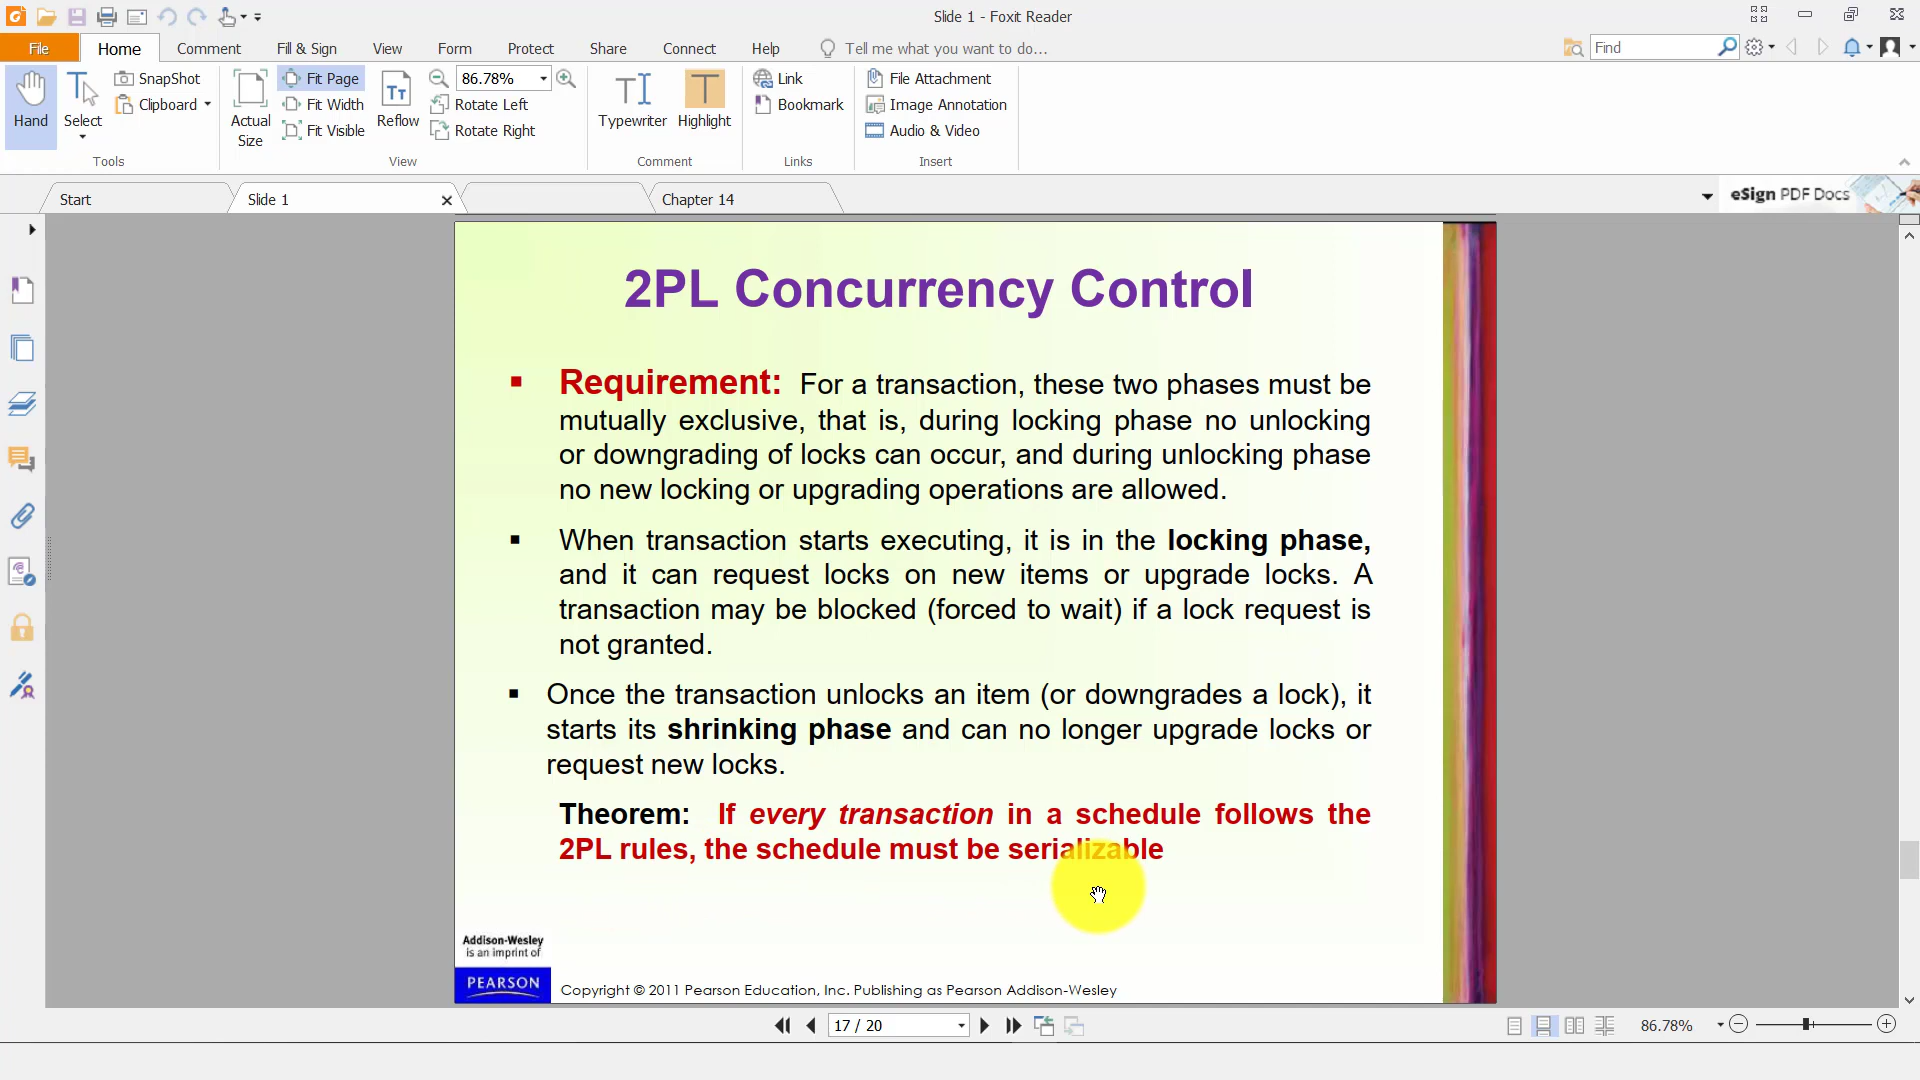 Slide 1 - Foxit Reader
File Home Comment Fill & Sign View Form Protect Share Connect Help Tell me what you want to do... Find
Hand
Select
SnapShot
Clipboard
Tools
Actual
Size
Fit Page
Fit Width
Fit Visible
Reflow
86.78%
Rotate Left
Rotate Right
View
Typewriter
Highlight
Comment
Link
Bookmark
Links
File Attachment
Image Annotation
Audio & Video
Insert
Start Slide 1 Chapter 14 eSign PDF Docs
2PL Concurrency Control
▪ Requirement: For a transaction, these two phases must be
mutually exclusive, that is, during locking phase no unlocking
or downgrading of locks can occur, and during unlocking phase
no new locking or upgrading operations are allowed.
▪ When transaction starts executing, it is in the locking phase,
and it can request locks on new items or upgrade locks. A
transaction may be blocked (forced to wait) if a lock request is
not granted.
▪ Once the transaction unlocks an item (or downgrades a lock), it
starts its shrinking phase and can no longer upgrade locks or
request new locks.
Theorem: If every transaction in a schedule follows the
2PL rules, the schedule must be serializable
Addison-Wesley
is an imprint of
PEARSON
Copyright © 2011 Pearson Education, Inc. Publishing as Pearson Addison-Wesley
17 / 20 86.78%